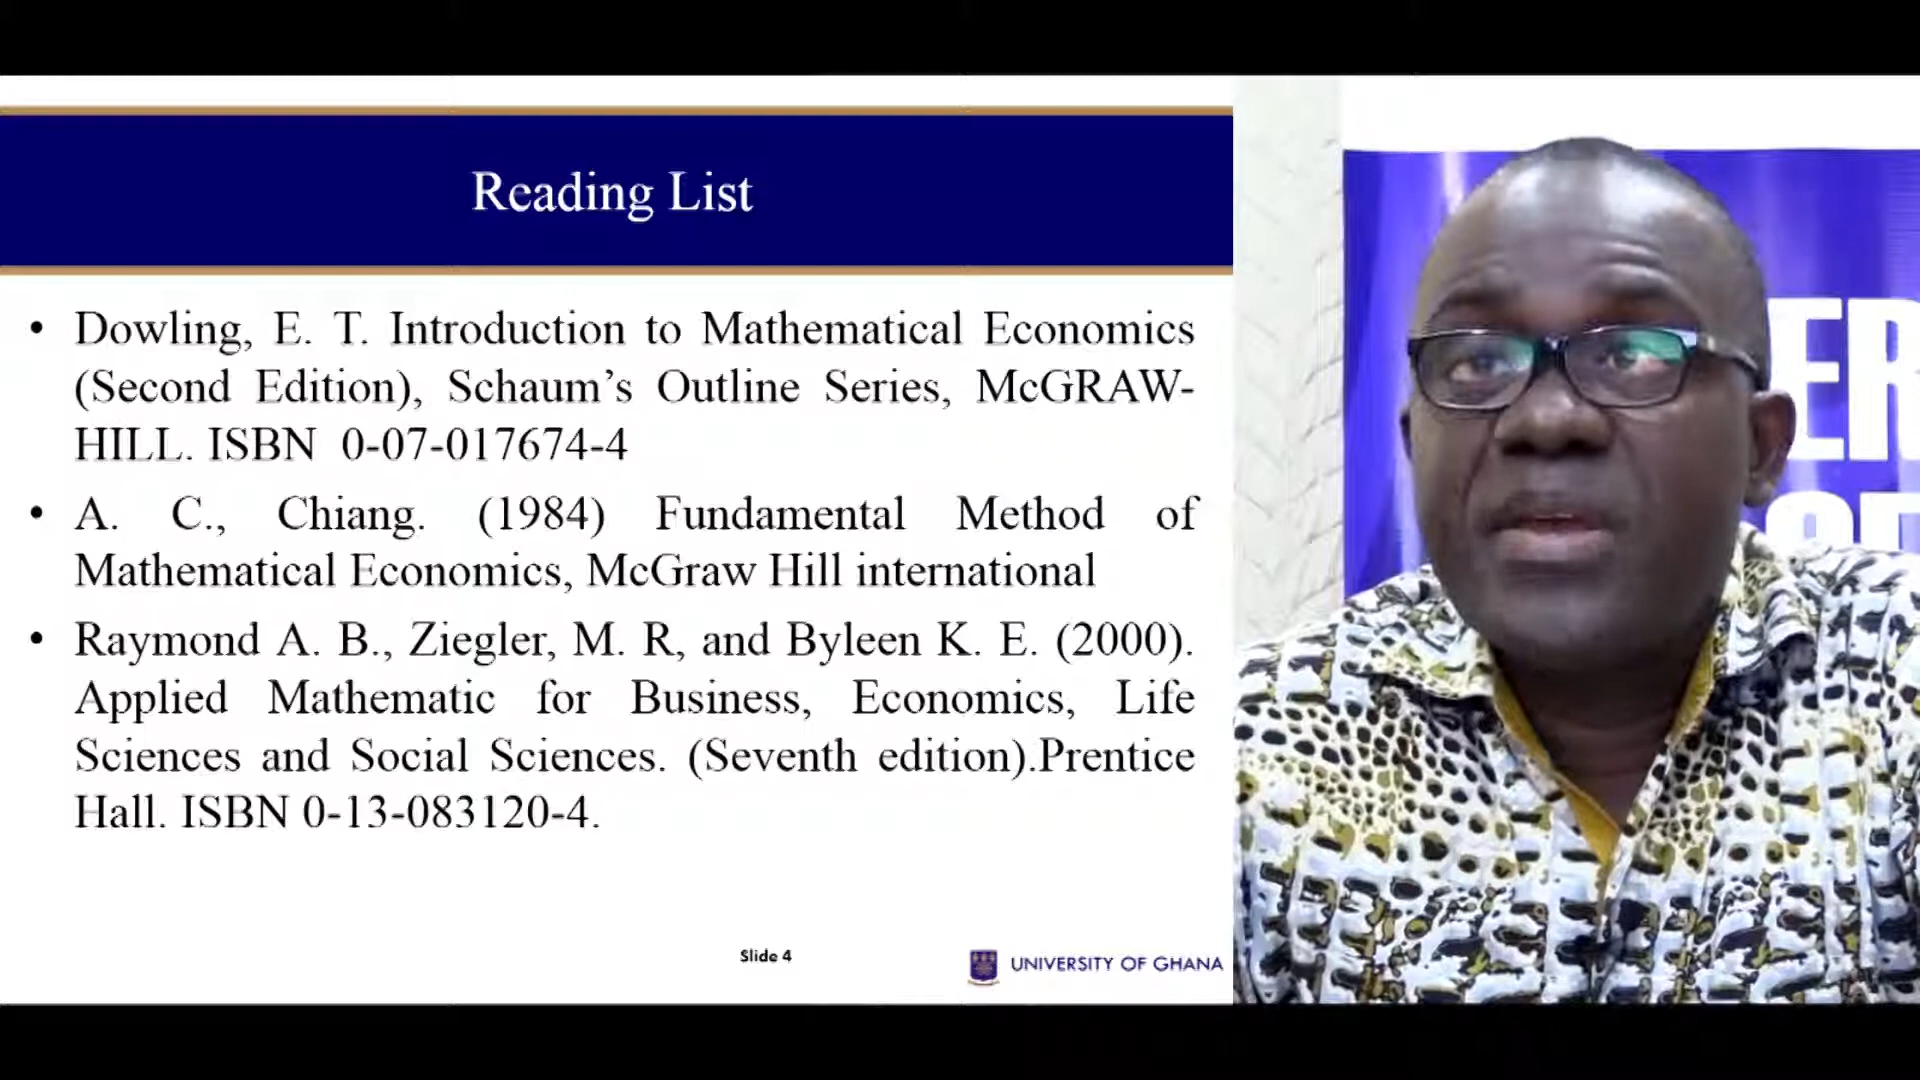 Reading List
• Dowling, E. T. Introduction to Mathematical Economics
(Second Edition), Schaum’s Outline Series, McGRAW-
HILL. ISBN 0-07-017674-4
• A. C., Chiang. (1984) Fundamental Method of
Mathematical Economics, McGraw Hill international
• Raymond A. B., Ziegler, M. R, and Byleen K. E. (2000).
Applied Mathematic for Business, Economics, Life
Sciences and Social Sciences. (Seventh edition).Prentice
Hall. ISBN 0-13-083120-4.
Slide 4
UNIVERSITY OF GHANA
ER